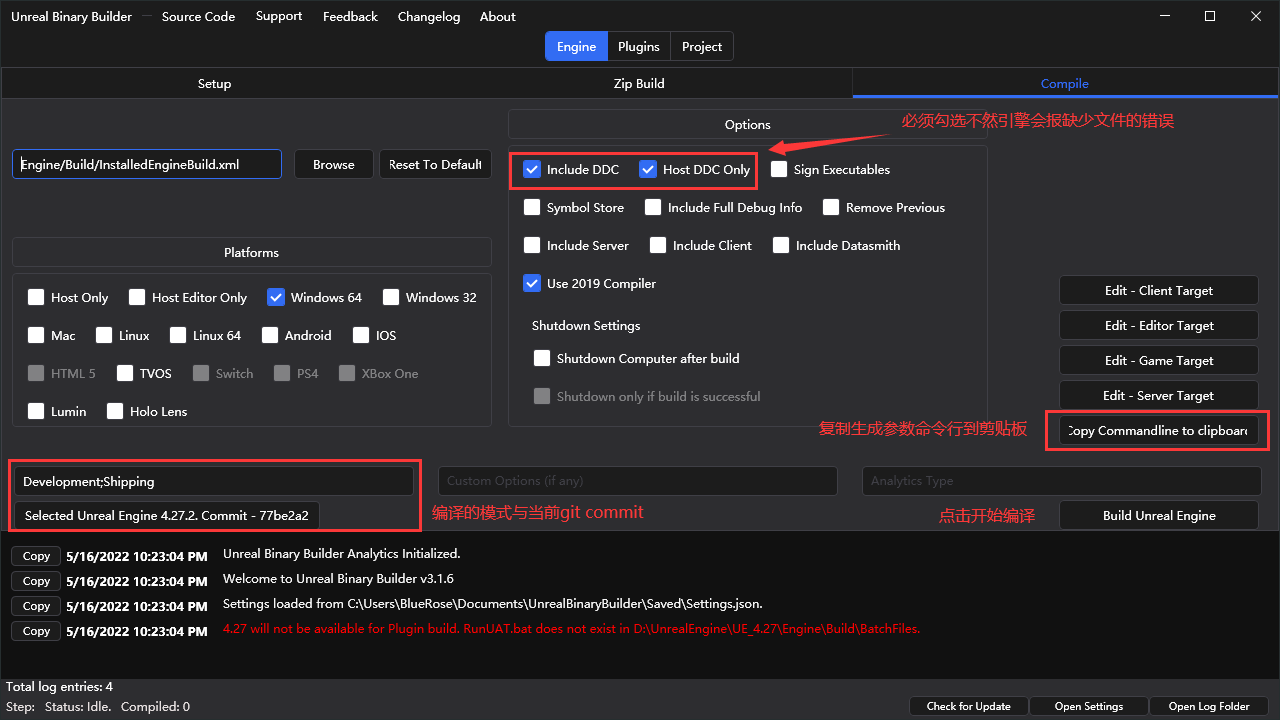 Unreal Binary Builder — Source Code Support Feedback Changelog About
Engine Plugins Project
Setup Zip Build Compile
Options
必须勾选不然引擎会报缺少文件的错误
Engine/Build/InstalledEngineBuild.xml Browse Reset To Default
Include DDC Host DDC Only Sign Executables
Symbol Store Include Full Debug Info Remove Previous
Include Server Include Client Include Datasmith
Use 2019 Compiler
Platforms
Host Only Host Editor Only Windows 64 Windows 32
Mac Linux Linux 64 Android IOS
HTML 5 TVOS Switch PS4 XBox One
Lumin Holo Lens
Shutdown Settings
Shutdown Computer after build
Shutdown only if build is successful
Edit - Client Target
Edit - Editor Target
Edit - Game Target
Edit - Server Target
复制生成参数命令行到剪贴板
Copy Commandline to clipboard
Development;Shipping Custom Options (if any) Analytics Type
Selected Unreal Engine 4.27.2. Commit - 77be2a2 编译的模式与当前git commit 点击开始编译 Build Unreal Engine
Copy 5/16/2022 10:23:04 PM Unreal Binary Builder Analytics Initialized.
Copy 5/16/2022 10:23:04 PM Welcome to Unreal Binary Builder v3.1.6
Copy 5/16/2022 10:23:04 PM Settings loaded from C:\Users\BlueRose\Documents\UnrealBinaryBuilder\Saved\Settings.json.
Copy 5/16/2022 10:23:04 PM 4.27 will not be available for Plugin build. RunUAT.bat does not exist in D:\UnrealEngine\UE_4.27\Engine\Build\BatchFiles.
Total log entries: 4
Step: Status: Idle. Compiled: 0 Check for Update Open Settings Open Log Folder